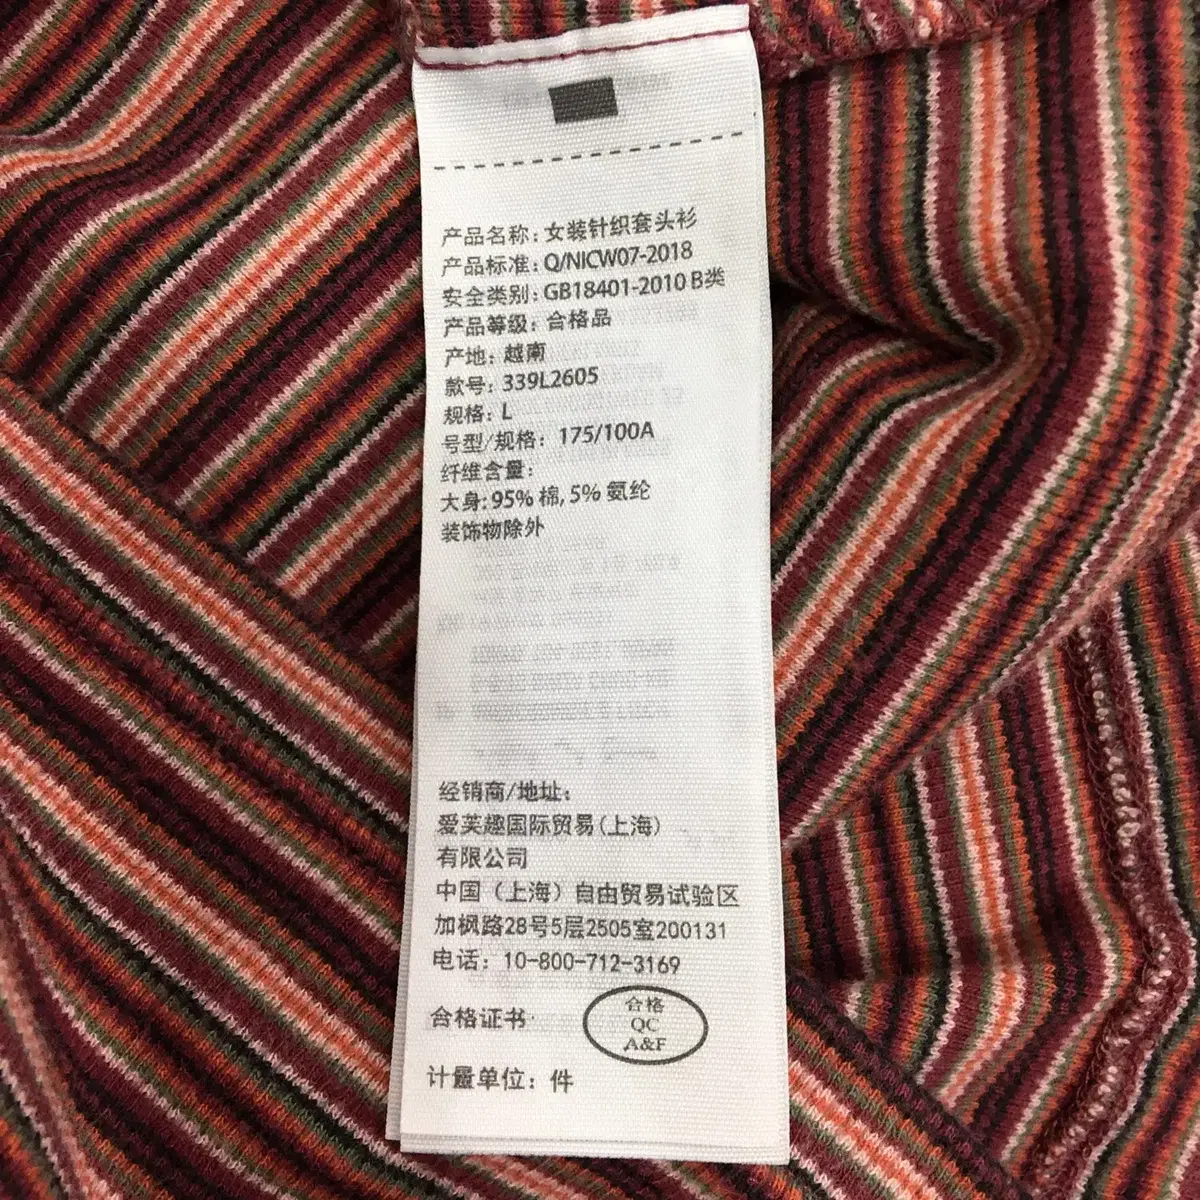 产品名称: 女装针织套头衫
产品标准: Q/NICW07-2018
安全类别: GB18401-2010 B类
产品等级: 合格品
产地: 越南
款号: 339L2605
规格: L
号型/规格: 175/100A
纤维含量:
大身: 95% 棉, 5% 氨纶
装饰物除外
经销商/地址:
爱芙趣国际贸易(上海)
有限公司
中国（上海）自由贸易试验区
加枫路28号5层2505室200131
电话: 10-800-712-3169
合格证书
合格
QC
A&F
计量单位: 件